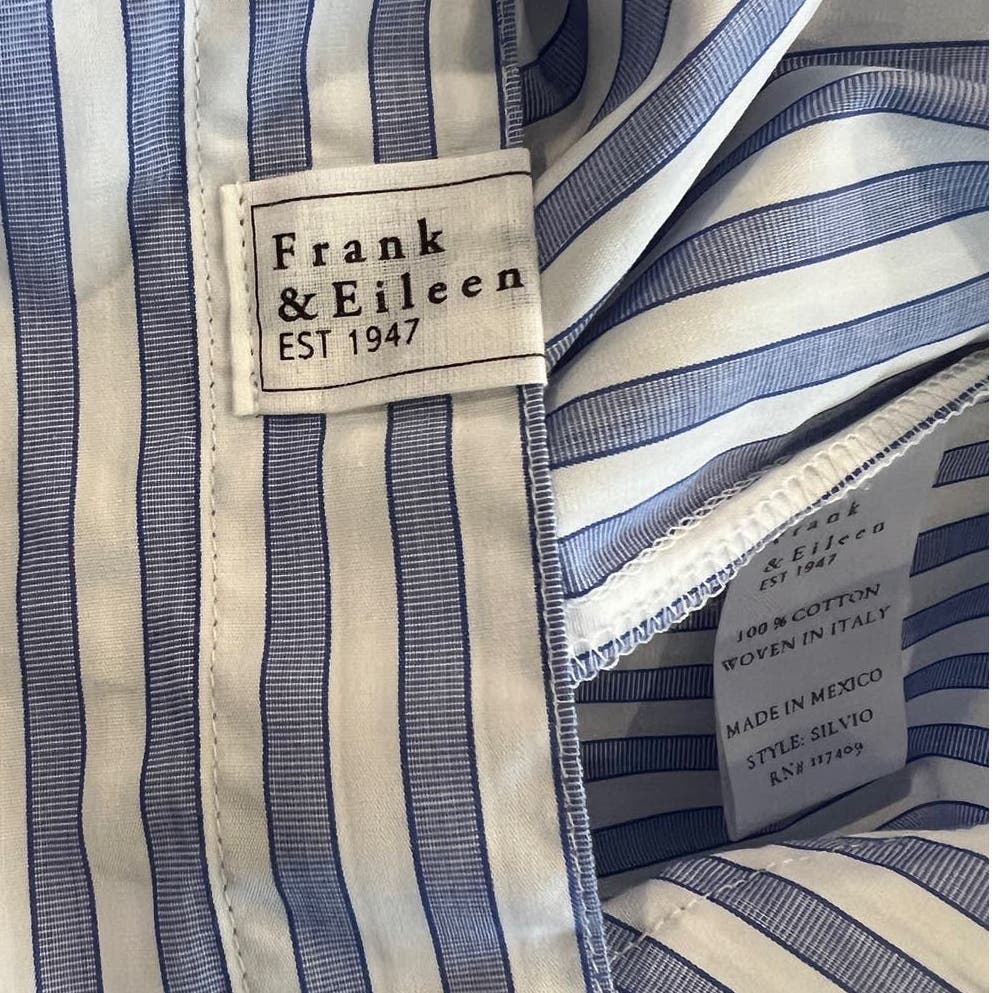 Frank
& Eileen
EST 1947
& Eileen
EST 1947
100 % COTTON
WOVEN IN ITALY
MADE IN MEXICO
STYLE: SILVIO
RN# 117409